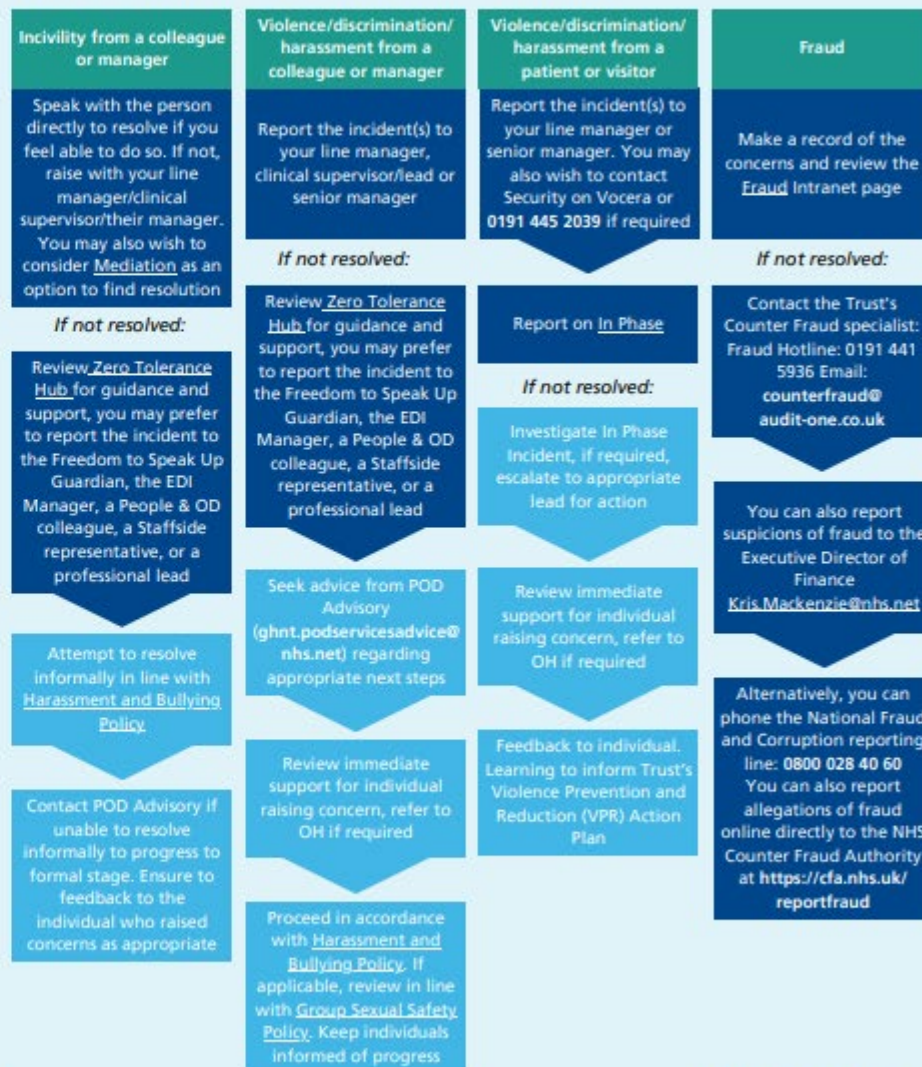 Incivility from a colleague
or manager
Speak with the person
directly to resolve if you
feel able to do so. If not,
raise with your line
manager/clinical
supervisor/their manager.
You may also wish to
consider Mediation as an
option to find resolution
If not resolved:
Review Zero Tolerance
Hub for guidance and
support, you may prefer
to report the incident to
the Freedom to Speak Up
Guardian, the EDI
Manager, a People & OD
colleague, a Staffside
representative, or a
professional lead
Attempt to resolve
informally in line with
Harassment and Bullying
Policy
Contact POD Advisory if
unable to resolve
informally to progress to
formal stage. Ensure to
feedback to the
individual who raised
concerns as appropriate
Violence/discrimination/
harassment from a
colleague or manager
Report the incident(s) to
your line manager,
clinical supervisor/lead or
senior manager
If not resolved:
Review Zero Tolerance
Hub for guidance and
support, you may prefer
to report the incident to
the Freedom to Speak Up
Guardian, the EDI
Manager, a People & OD
colleague, a Staffside
representative, or a
professional lead
Seek advice from POD
Advisory
(ghnt.podservicesadvice@
nhs.net) regarding
appropriate next steps
Review immediate
support for individual
raising concern, refer to
OH if required
Proceed in accordance
with Harassment and
Bullying Policy. If
applicable, review in line
with Group Sexual Safety
Policy. Keep individuals
informed of progress
Violence/discrimination/
harassment from a
patient or visitor
Report the incident(s) to
your line manager or
senior manager. You may
also wish to contact
Security on Vocera or
0191 445 2039 if required
Report on In Phase
If not resolved:
Investigate In Phase
Incident, if required,
escalate to appropriate
lead for action
Review immediate
support for individual
raising concern, refer to
OH if required
Feedback to individual.
Learning to inform Trust's
Violence Prevention and
Reduction (VPR) Action
Plan
Fraud
Make a record of the
concerns and review the
Fraud Intranet page
If not resolved:
Contact the Trust's
Counter Fraud specialist:
Fraud Hotline: 0191 441
5936 Email:
counterfraud@
audit-one.co.uk
You can also report
suspicions of fraud to the
Executive Director of
Finance
Kris.Mackenzie@nhs.net
Alternatively, you can
phone the National Fraud
and Corruption reporting
line: 0800 028 40 60
You can also report
allegations of fraud
online directly to the NHS
Counter Fraud Authority
at https://cfa.nhs.uk/
reportfraud